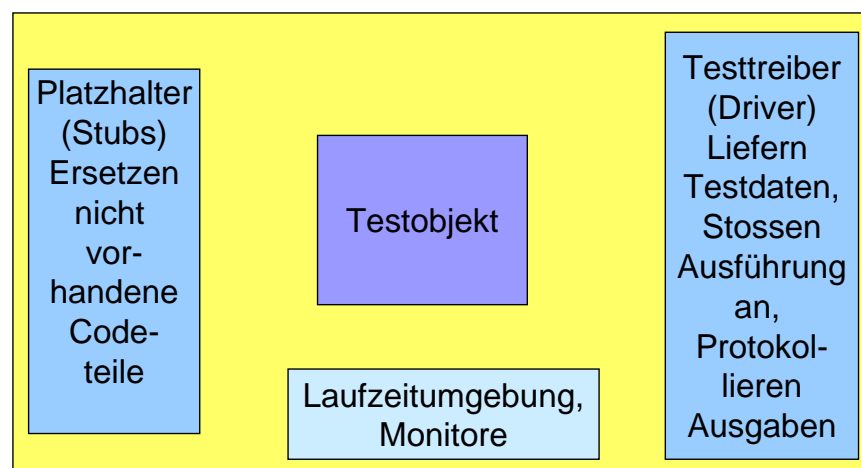 Platzhalter
(Stubs)
Ersetzen
nicht
vor-
handene
Code-
teile
Testobjekt
Laufzeitumgebung,
Monitore
Testtreiber
(Driver)
Liefern
Testdaten,
Stossen
Ausführung
an,
Protokol-
lieren
Ausgaben